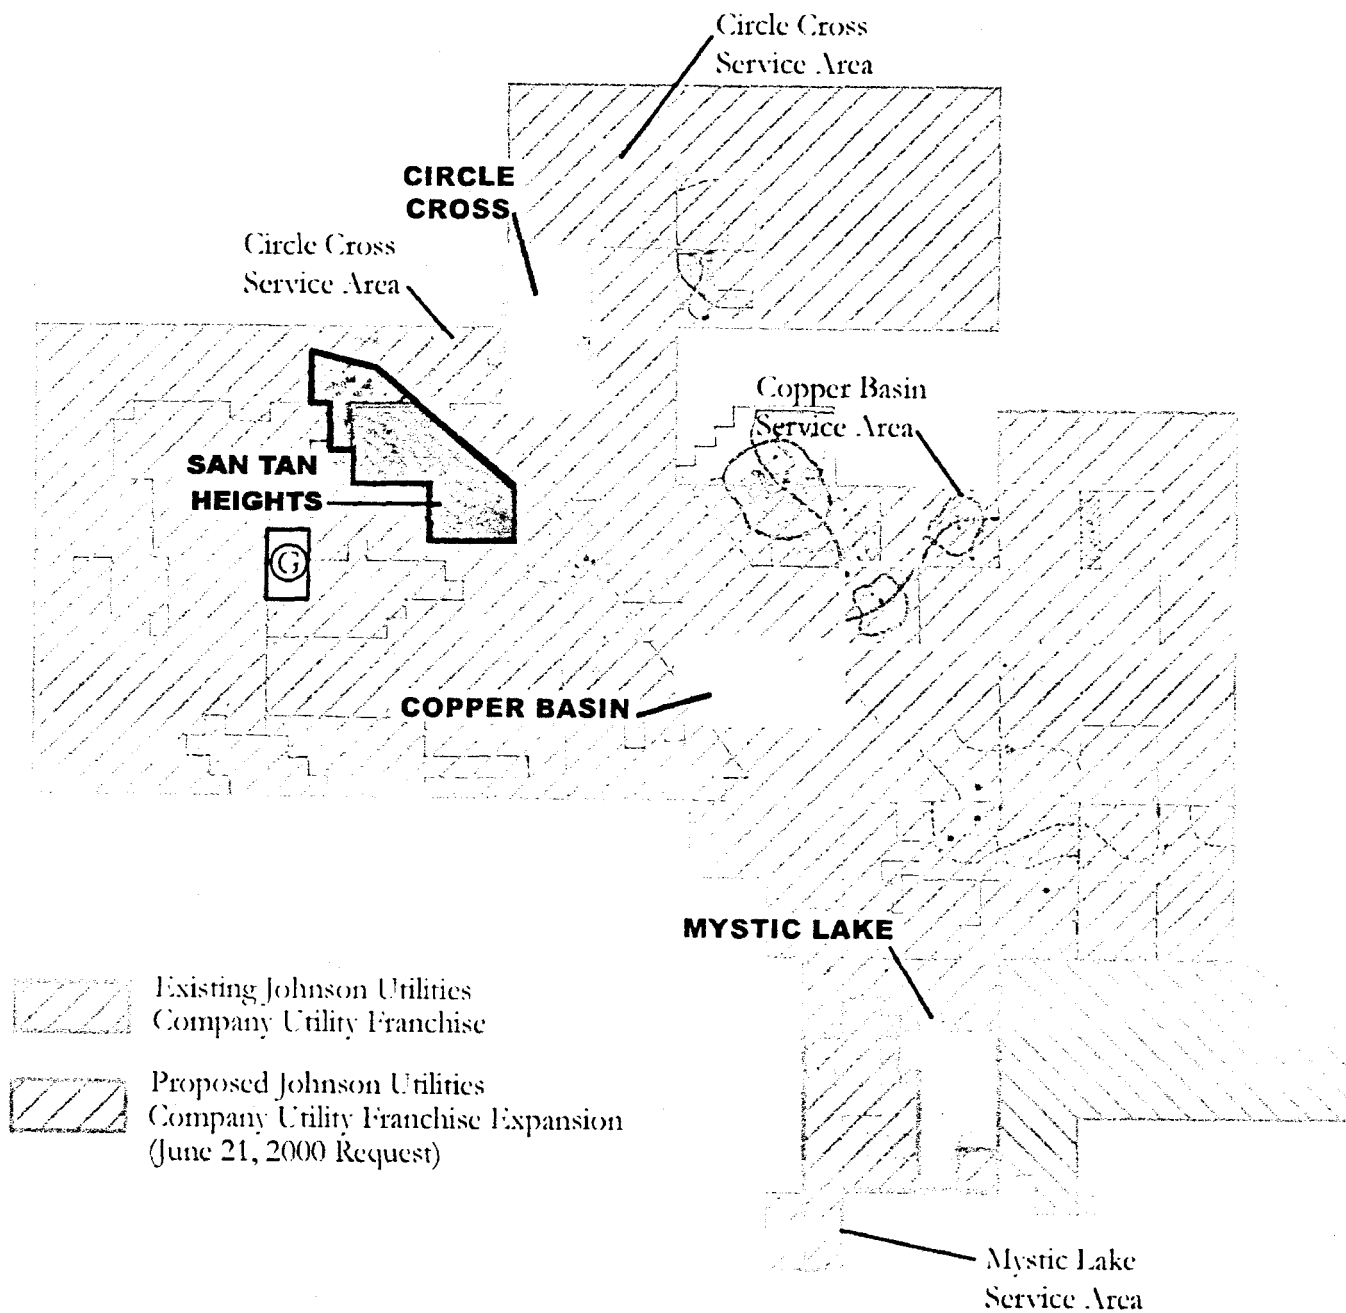 Circle Cross
Service Area
CIRCLE
CROSS
Circle Cross
Service Area
Copper Basin
Service Area
SAN TAN
HEIGHTS
G
COPPER BASIN
MYSTIC LAKE
Existing Johnson Utilities
Company Utility Franchise
Proposed Johnson Utilities
Company Utility Franchise Expansion
(June 21, 2000 Request)
Mystic Lake
Service Area